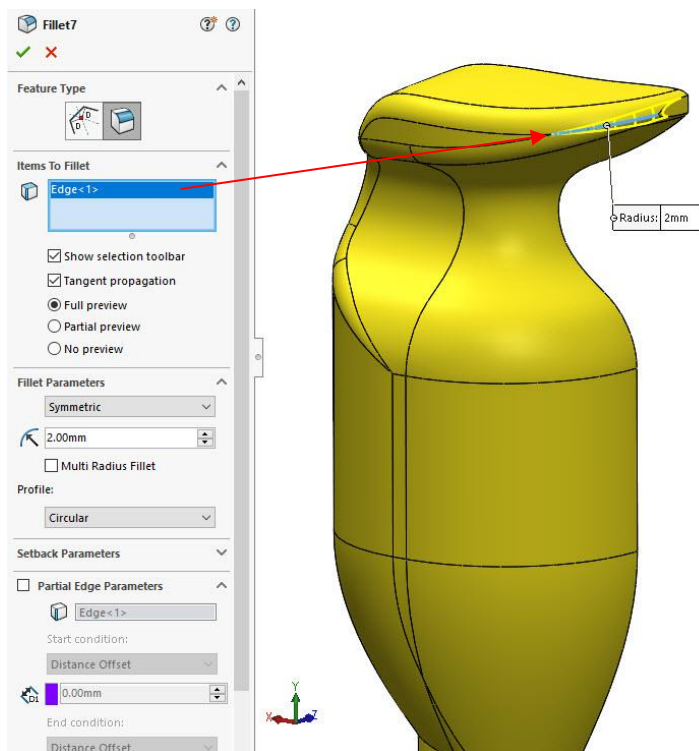 Fillet7
Feature Type
Items To Fillet
Edge<1>
Show selection toolbar
Tangent propagation
Full preview
Partial preview
No preview
Fillet Parameters
Symmetric
2.00mm
Multi Radius Fillet
Profile:
Circular
Setback Parameters
Partial Edge Parameters
Edge<1>
Start condition:
Distance Offset
D1 0.00mm
End condition:
Distance Offset
Radius: 2mm
Y
X Z